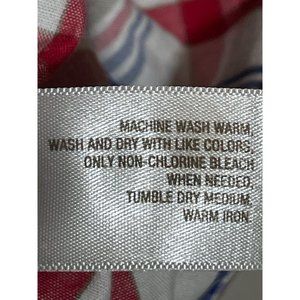 MACHINE WASH WARM,
WASH AND DRY WITH LIKE COLORS,
ONLY NON-CHLORINE BLEACH
WHEN NEEDED,
TUMBLE DRY MEDIUM,
WARM IRON.